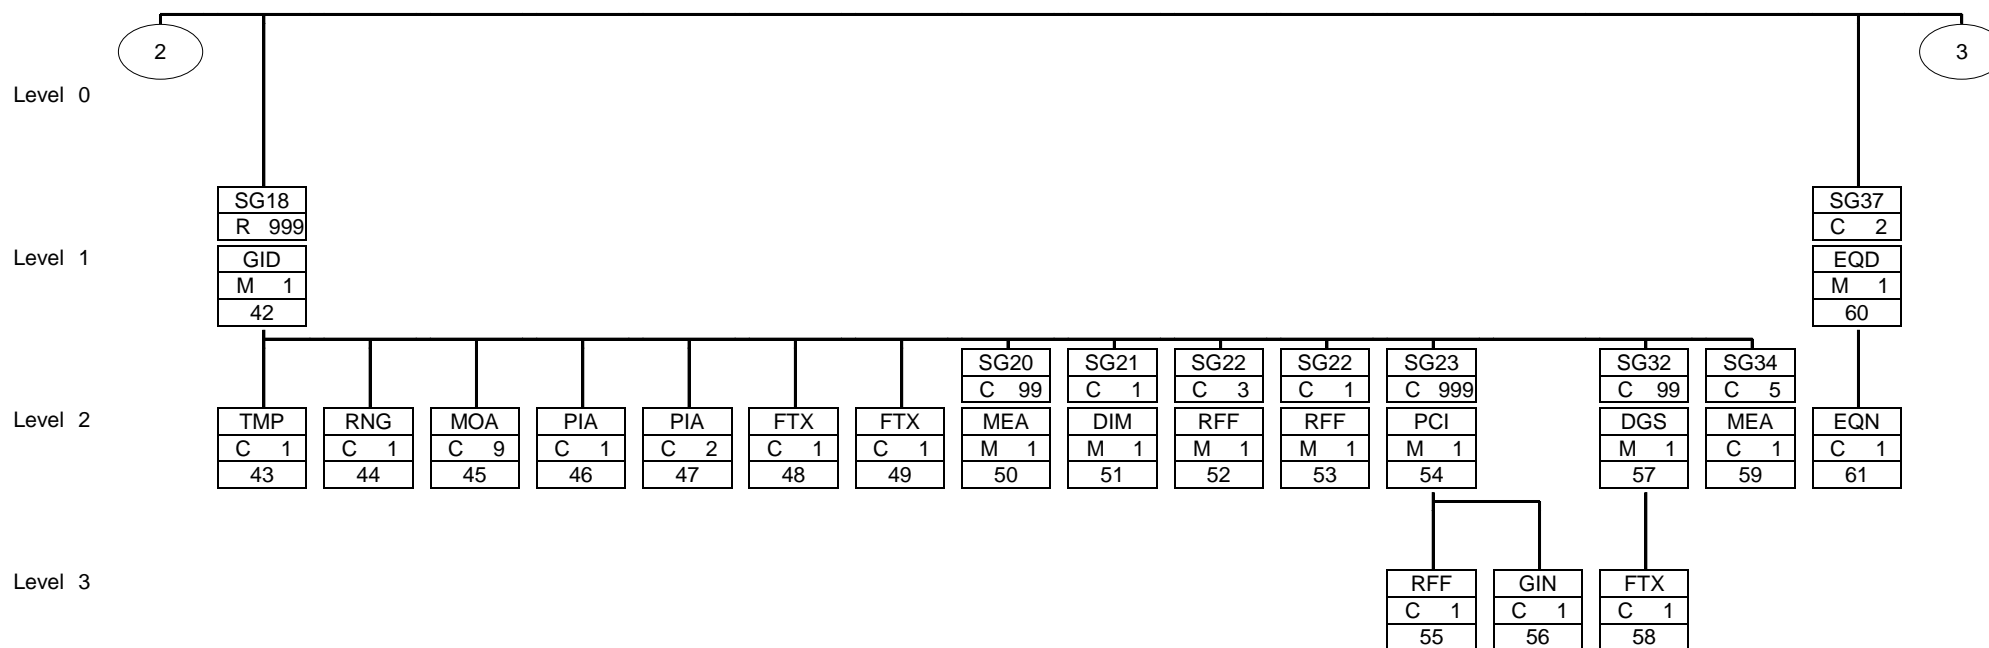 2
3
Level 0
SG18
R 999
SG37
C 2
Level 1
GID
M 1
42
EQD
M 1
60
SG20
C 99
SG21
C 1
SG22
C 3
SG22
C 1
SG23
C 999
SG32
C 99
SG34
C 5
Level 2
TMP
C 1
43
RNG
C 1
44
MOA
C 9
45
PIA
C 1
46
PIA
C 2
47
FTX
C 1
48
FTX
C 1
49
MEA
M 1
50
DIM
M 1
51
RFF
M 1
52
RFF
M 1
53
PCI
M 1
54
DGS
M 1
57
MEA
C 1
59
EQN
C 1
61
Level 3
RFF
C 1
55
GIN
C 1
56
FTX
C 1
58